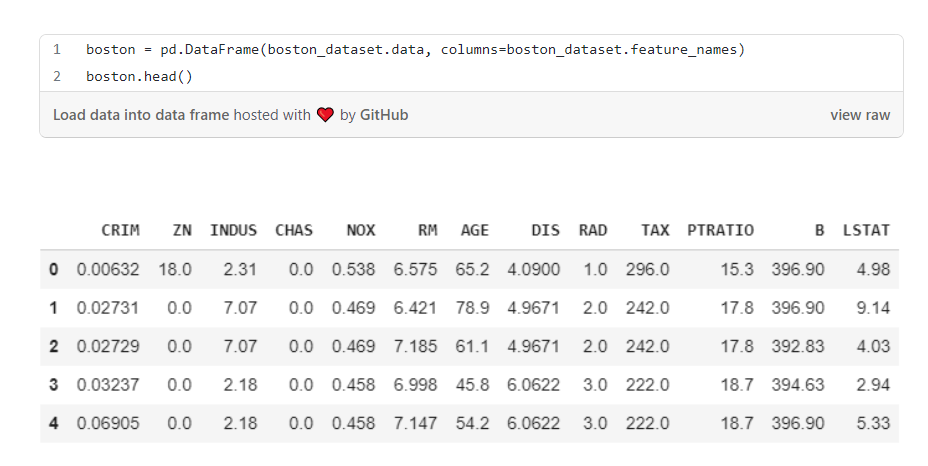 1 boston = pd.DataFrame(boston_dataset.data, columns=boston_dataset.feature_names)
2 boston.head()
Load data into data frame hosted with ❤ by GitHub view raw
CRIM ZN INDUS CHAS NOX RM AGE DIS RAD TAX PTRATIO B LSTAT
0 0.00632 18.0 2.31 0.0 0.538 6.575 65.2 4.0900 1.0 296.0 15.3 396.90 4.98
1 0.02731 0.0 7.07 0.0 0.469 6.421 78.9 4.9671 2.0 242.0 17.8 396.90 9.14
2 0.02729 0.0 7.07 0.0 0.469 7.185 61.1 4.9671 2.0 242.0 17.8 392.83 4.03
3 0.03237 0.0 2.18 0.0 0.458 6.998 45.8 6.0622 3.0 222.0 18.7 394.63 2.94
4 0.06905 0.0 2.18 0.0 0.458 7.147 54.2 6.0622 3.0 222.0 18.7 396.90 5.33